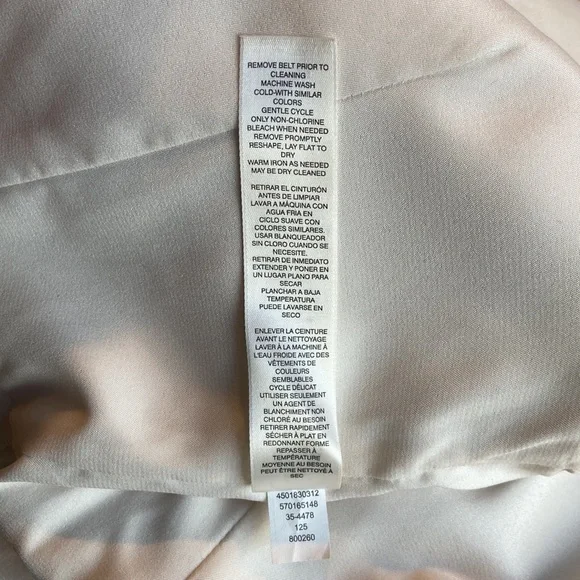 REMOVE BELT PRIOR TO
CLEANING
MACHINE WASH
COLD-WITH SIMILAR
COLORS
GENTLE CYCLE
ONLY NON-CHLORINE
BLEACH WHEN NEEDED
REMOVE PROMPTLY
RESHAPE, LAY FLAT TO
DRY
WARM IRON AS NEEDED
MAY BE DRY CLEANED
RETIRAR EL CINTURÓN
ANTES DE LIMPIAR
LAVAR A MÁQUINA CON
AGUA FRIA EN
CICLO SUAVE CON
COLORES SIMILARES.
USAR BLANQUEADOR
SIN CLORO CUANDO SE
NECESITE.
RETIRAR DE INMEDIATO
EXTENDER Y PONER EN
UN LUGAR PLANO PARA
SECAR
PLANCHAR A BAJA
TEMPERATURA
PUEDE LAVARSE EN
SECO
ENLEVER LA CEINTURE
AVANT LE NETTOYAGE
LAVER À LA MACHINE À
L'EAU FROIDE AVEC DES
VÊTEMENTS DE
COULEURS
SEMBLABLES
CYCLE DÉLICAT
UTILISER SEULEMENT
UN AGENT DE
BLANCHIMENT NON
CHLORÉ AU BESOIN
RETIRER RAPIDEMENT
SÉCHER À PLAT EN
REDONNANT FORME
REPASSER À
TEMPÉRATURE
MOYENNE AU BESOIN
PEUT ÊTRE NETTOYÉ À
SEC
4501630312
570165148
35-4478
125
800260